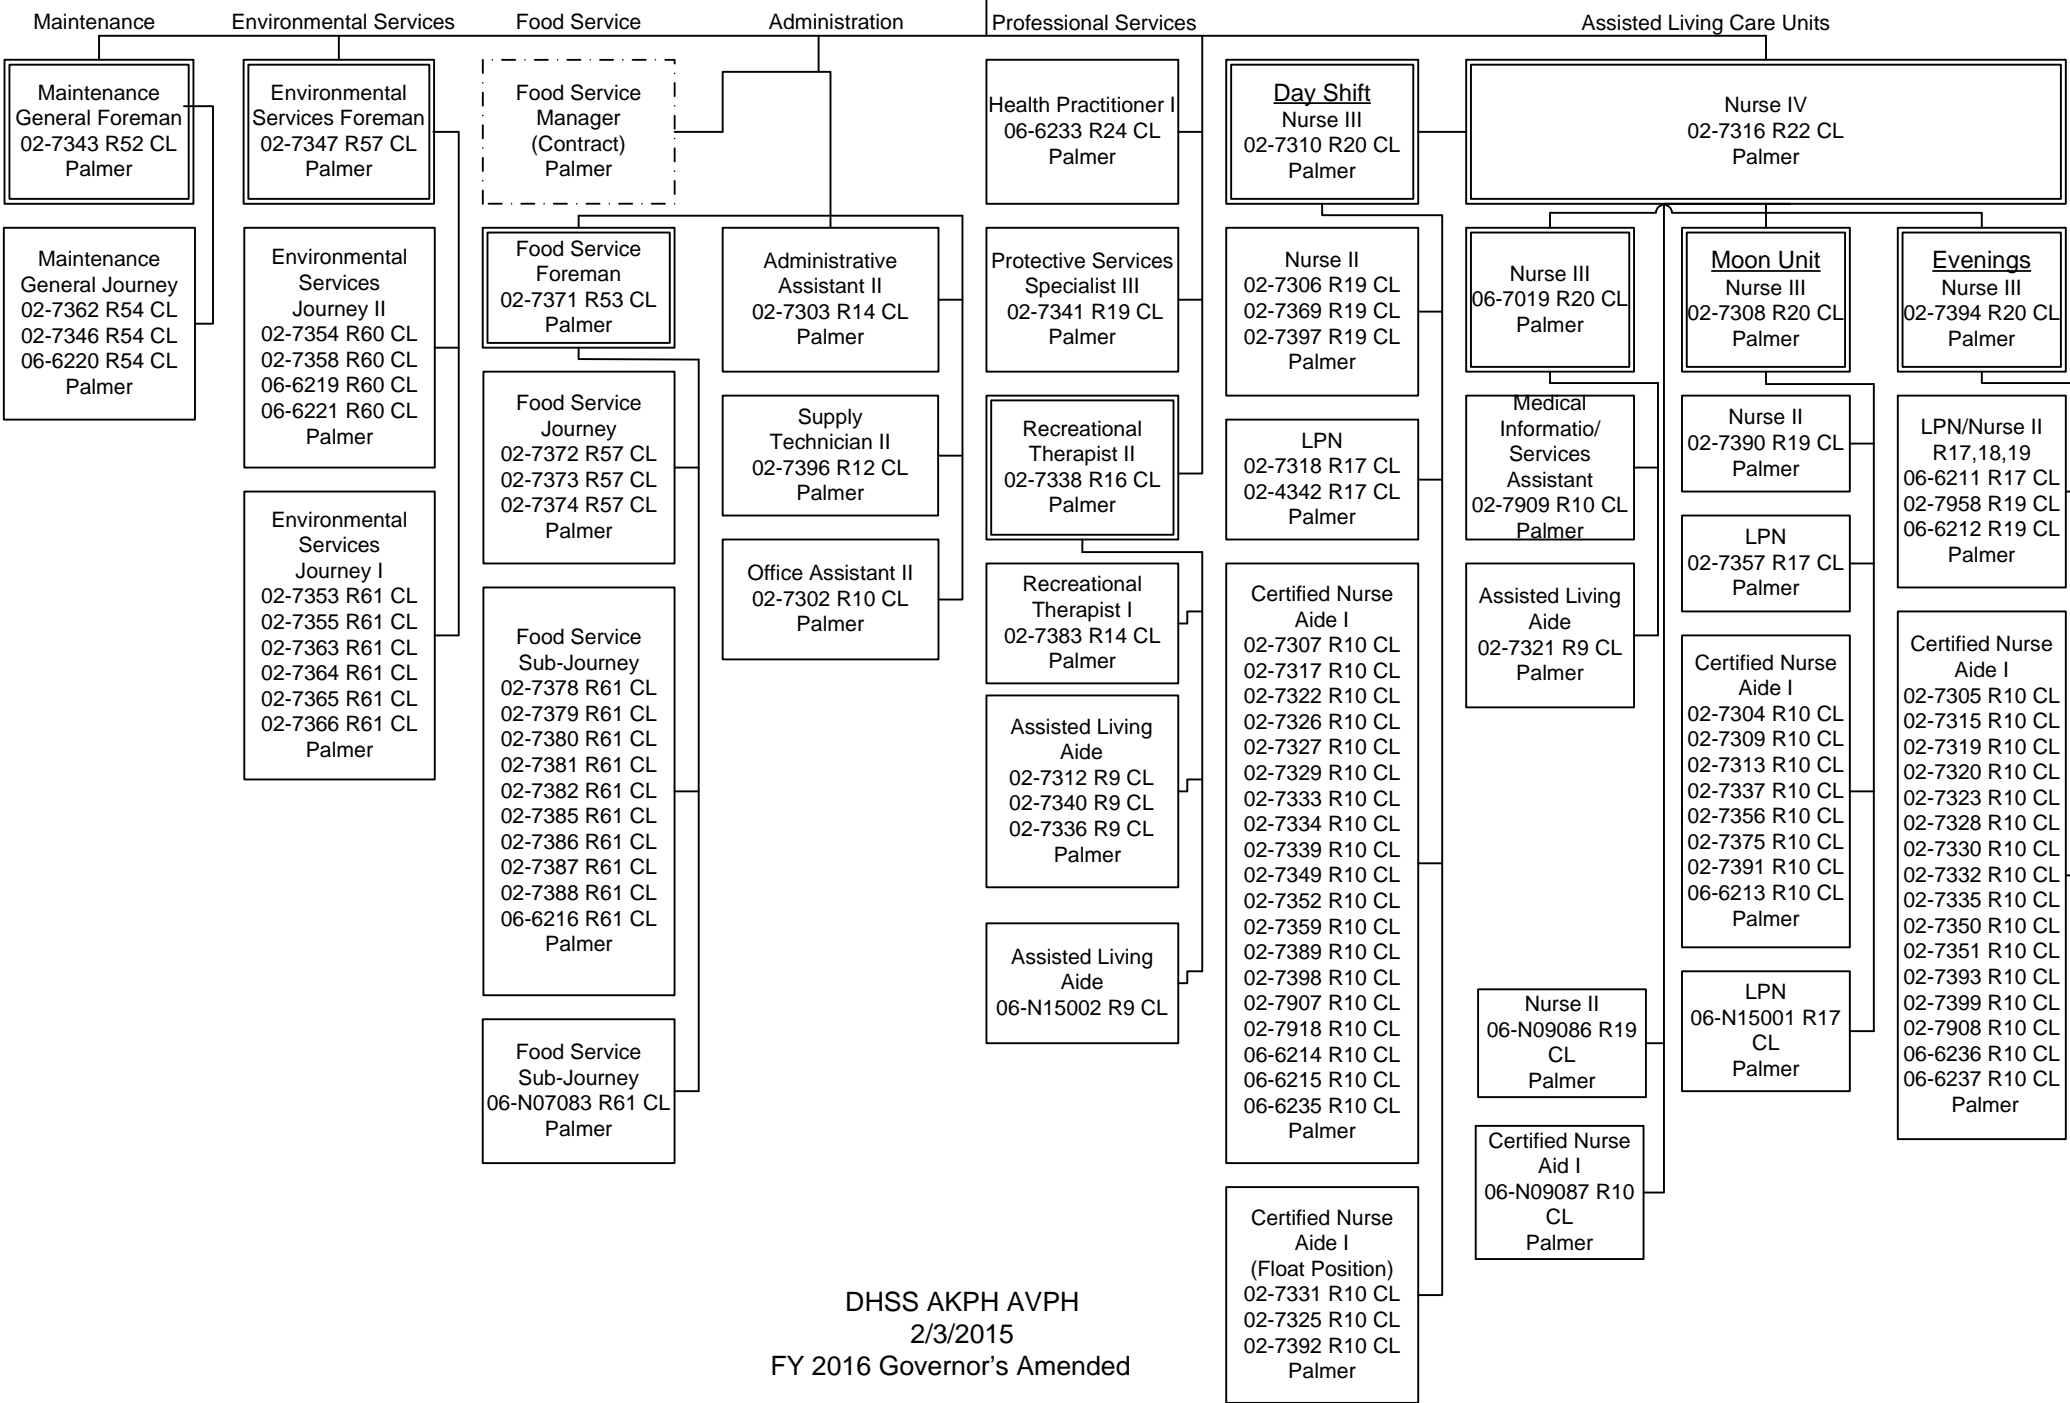 Maintenance
Environmental Services
Food Service
Administration
Professional Services
Assisted Living Care Units
Maintenance
General Foreman
02-7343 R52 CL
Palmer
Maintenance
General Journey
02-7362 R54 CL
02-7346 R54 CL
06-6220 R54 CL
Palmer
Environmental
Services Foreman
02-7347 R57 CL
Palmer
Environmental
Services
Journey II
02-7354 R60 CL
02-7358 R60 CL
06-6219 R60 CL
06-6221 R60 CL
Palmer
Environmental
Services
Journey I
02-7353 R61 CL
02-7355 R61 CL
02-7363 R61 CL
02-7364 R61 CL
02-7365 R61 CL
02-7366 R61 CL
Palmer
Food Service
Manager
(Contract)
Palmer
Food Service
Foreman
02-7371 R53 CL
Palmer
Food Service
Journey
02-7372 R57 CL
02-7373 R57 CL
02-7374 R57 CL
Palmer
Food Service
Sub-Journey
02-7378 R61 CL
02-7379 R61 CL
02-7380 R61 CL
02-7381 R61 CL
02-7382 R61 CL
02-7385 R61 CL
02-7386 R61 CL
02-7387 R61 CL
02-7388 R61 CL
06-6216 R61 CL
Palmer
Food Service
Sub-Journey
06-N07083 R61 CL
Palmer
Administrative
Assistant II
02-7303 R14 CL
Palmer
Supply
Technician II
02-7396 R12 CL
Palmer
Office Assistant II
02-7302 R10 CL
Palmer
Health Practitioner I
06-6233 R24 CL
Palmer
Protective Services
Specialist III
02-7341 R19 CL
Palmer
Recreational
Therapist II
02-7338 R16 CL
Palmer
Recreational
Therapist I
02-7383 R14 CL
Palmer
Assisted Living
Aide
02-7312 R9 CL
02-7340 R9 CL
02-7336 R9 CL
Palmer
Assisted Living
Aide
06-N15002 R9 CL
Day Shift
Nurse III
02-7310 R20 CL
Palmer
Nurse II
02-7306 R19 CL
02-7369 R19 CL
02-7397 R19 CL
Palmer
LPN
02-7318 R17 CL
02-4342 R17 CL
Palmer
Certified Nurse
Aide I
02-7307 R10 CL
02-7317 R10 CL
02-7322 R10 CL
02-7326 R10 CL
02-7327 R10 CL
02-7329 R10 CL
02-7333 R10 CL
02-7334 R10 CL
02-7339 R10 CL
02-7349 R10 CL
02-7352 R10 CL
02-7359 R10 CL
02-7389 R10 CL
02-7398 R10 CL
02-7907 R10 CL
02-7918 R10 CL
06-6214 R10 CL
06-6215 R10 CL
06-6235 R10 CL
Palmer
Certified Nurse
Aide I
(Float Position)
02-7331 R10 CL
02-7325 R10 CL
02-7392 R10 CL
Palmer
Nurse IV
02-7316 R22 CL
Palmer
Nurse III
06-7019 R20 CL
Palmer
Medical
Informatio/
Services
Assistant
02-7909 R10 CL
Palmer
Assisted Living
Aide
02-7321 R9 CL
Palmer
Nurse II
06-N09086 R19
CL
Palmer
Certified Nurse
Aid I
06-N09087 R10
CL
Palmer
Moon Unit
Nurse III
02-7308 R20 CL
Palmer
Nurse II
02-7390 R19 CL
Palmer
LPN
02-7357 R17 CL
Palmer
Certified Nurse
Aide I
02-7304 R10 CL
02-7309 R10 CL
02-7313 R10 CL
02-7337 R10 CL
02-7356 R10 CL
02-7375 R10 CL
02-7391 R10 CL
06-6213 R10 CL
Palmer
LPN
06-N15001 R17
CL
Palmer
Evenings
Nurse III
02-7394 R20 CL
Palmer
LPN/Nurse II
R17,18,19
06-6211 R17 CL
02-7958 R19 CL
06-6212 R19 CL
Palmer
Certified Nurse
Aide I
02-7305 R10 CL
02-7315 R10 CL
02-7319 R10 CL
02-7320 R10 CL
02-7323 R10 CL
02-7328 R10 CL
02-7330 R10 CL
02-7332 R10 CL
02-7335 R10 CL
02-7350 R10 CL
02-7351 R10 CL
02-7393 R10 CL
02-7399 R10 CL
02-7908 R10 CL
06-6236 R10 CL
06-6237 R10 CL
Palmer
DHSS AKPH AVPH
2/3/2015
FY 2016 Governor's Amended